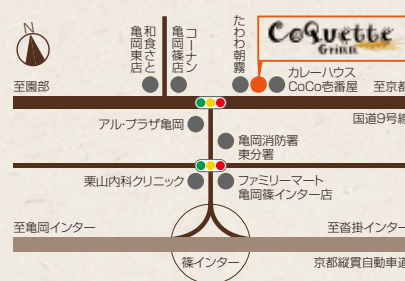 N
和食さと
亀岡東店
コーナン
亀岡篠店
たわわ朝霧
CoQuette
GRILL
カレーハウス
CoCo壱番屋
至園部
至京都
国道9号線
アル・プラザ亀岡
亀岡消防署
東分署
栗山内科クリニック
ファミリーマート
亀岡篠インター店
至亀岡インター
至沓掛インター
篠インター
京都縦貫自動車道